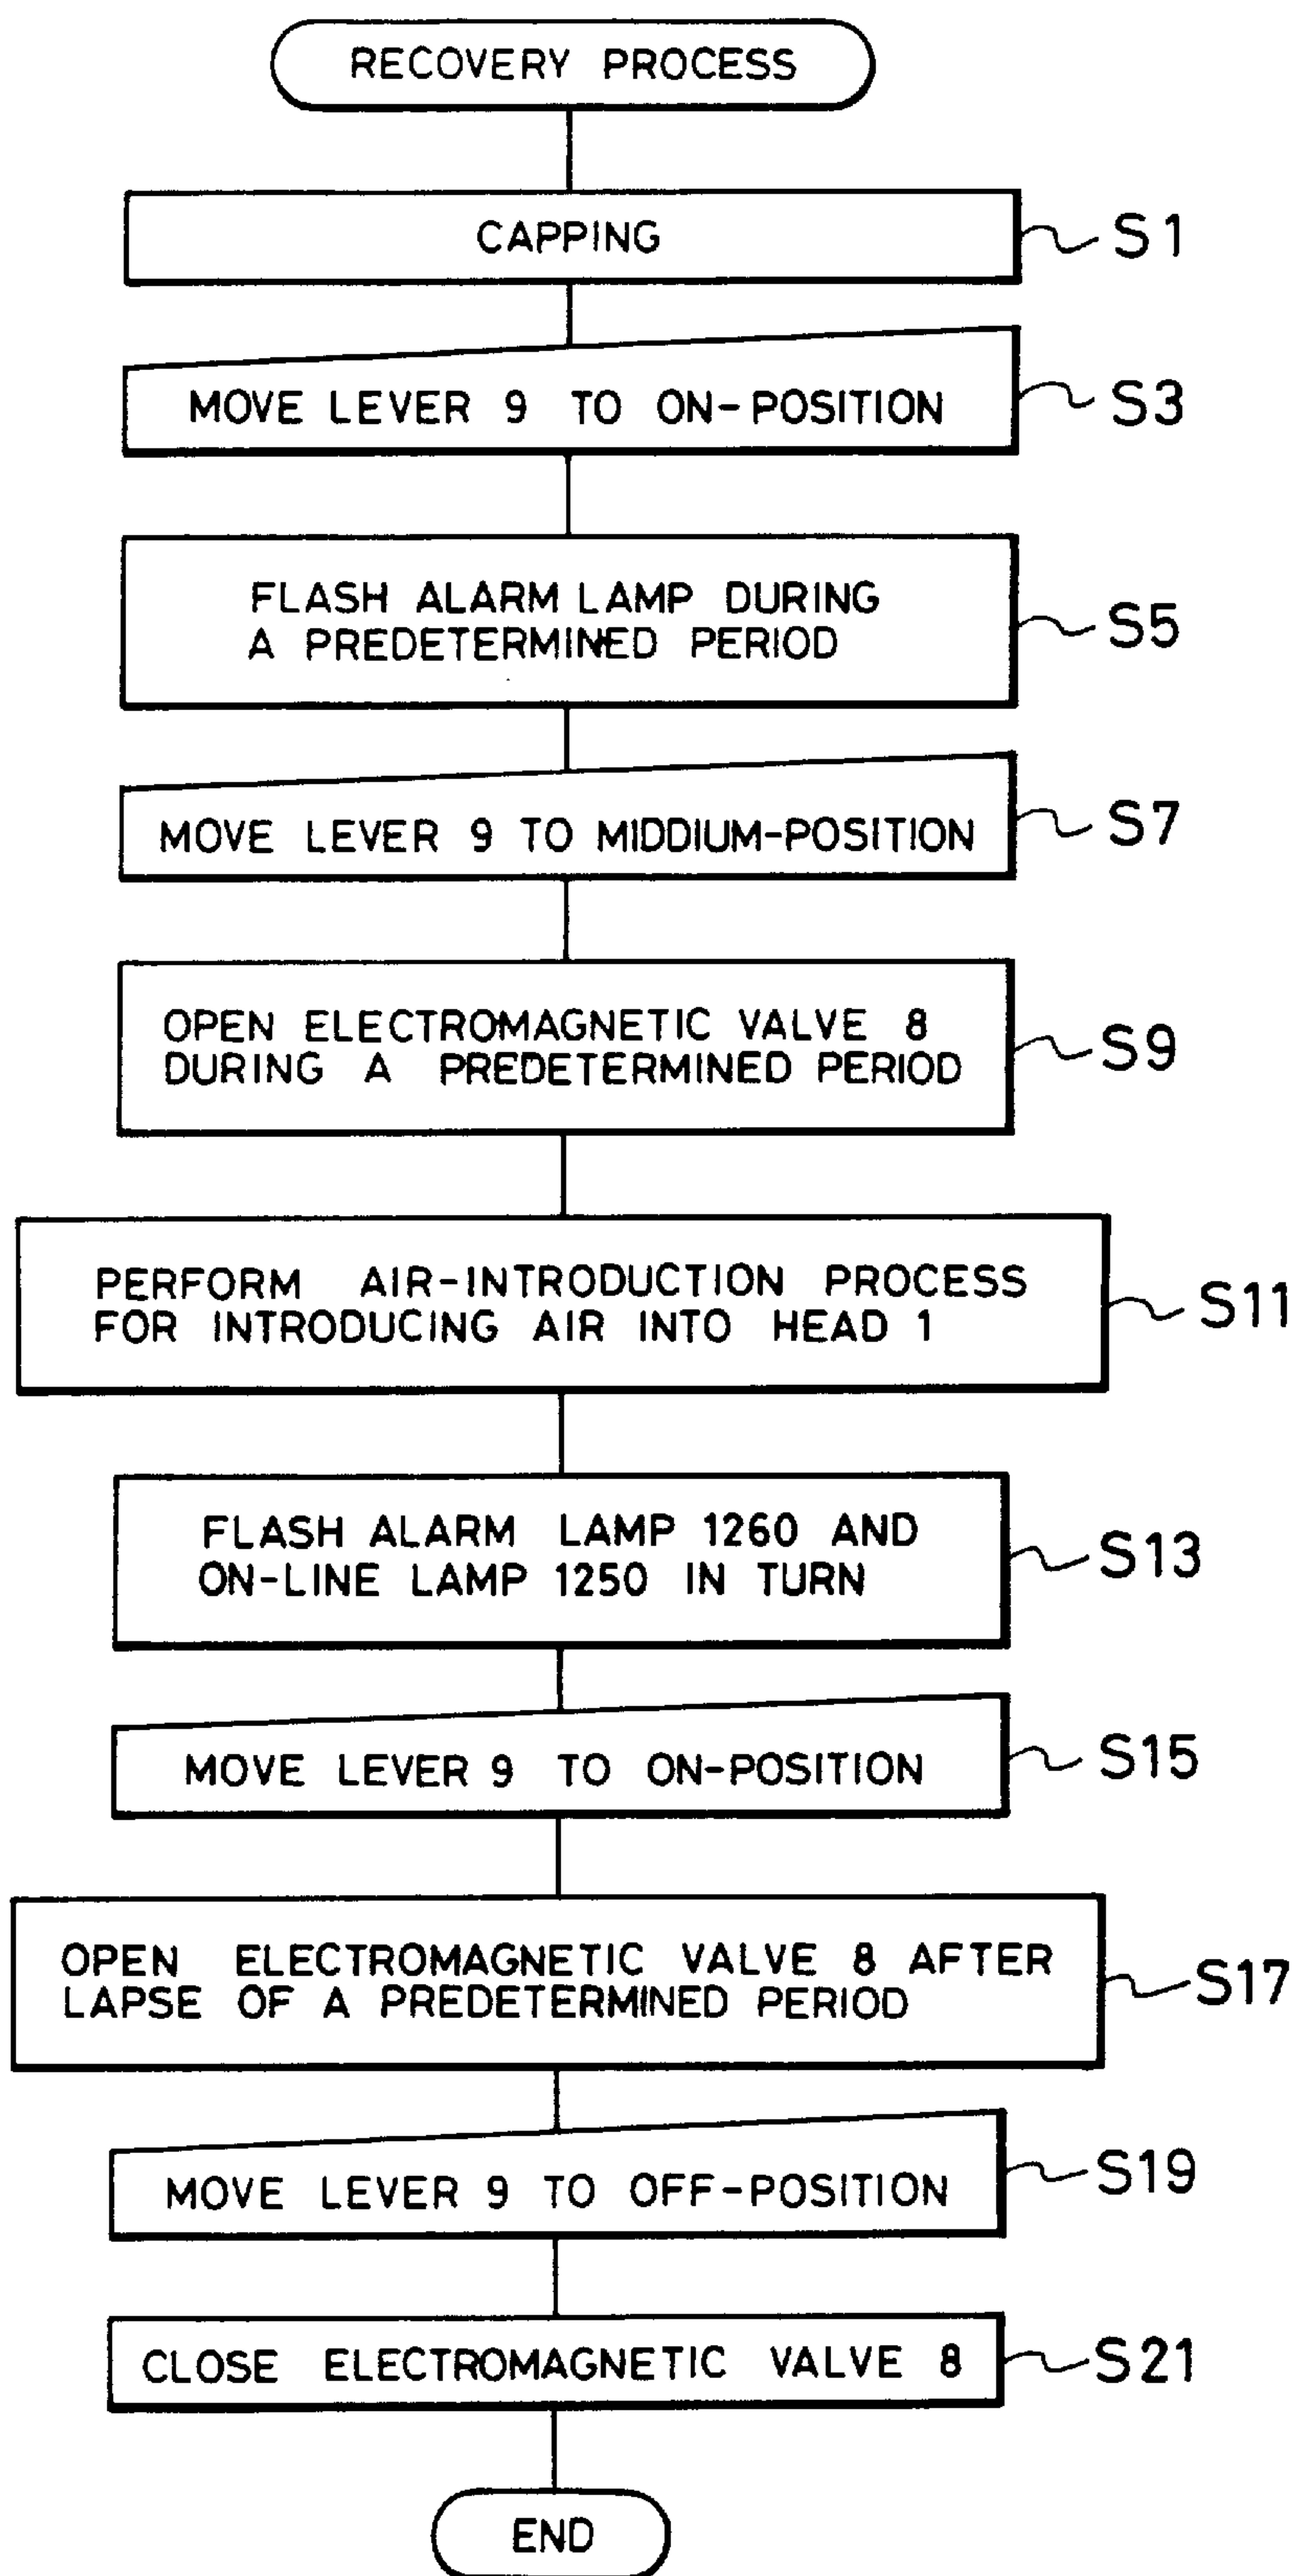 RECOVERY PROCESS
CAPPING
S1
MOVE LEVER 9 TO ON-POSITION
S3
FLASH ALARM LAMP DURING
A PREDETERMINED PERIOD
S5
MOVE LEVER 9 TO MIDDIUM-POSITION
S7
OPEN ELECTROMAGNETIC VALVE 8
DURING A PREDETERMINED PERIOD
S9
PERFORM AIR-INTRODUCTION PROCESS
FOR INTRODUCING AIR INTO HEAD 1
S11
FLASH ALARM LAMP 1260 AND
ON-LINE LAMP 1250 IN TURN
S13
MOVE LEVER 9 TO ON-POSITION
S15
OPEN ELECTROMAGNETIC VALVE 8 AFTER
LAPSE OF A PREDETERMINED PERIOD
S17
MOVE LEVER 9 TO OFF-POSITION
S19
CLOSE ELECTROMAGNETIC VALVE 8
S21
END